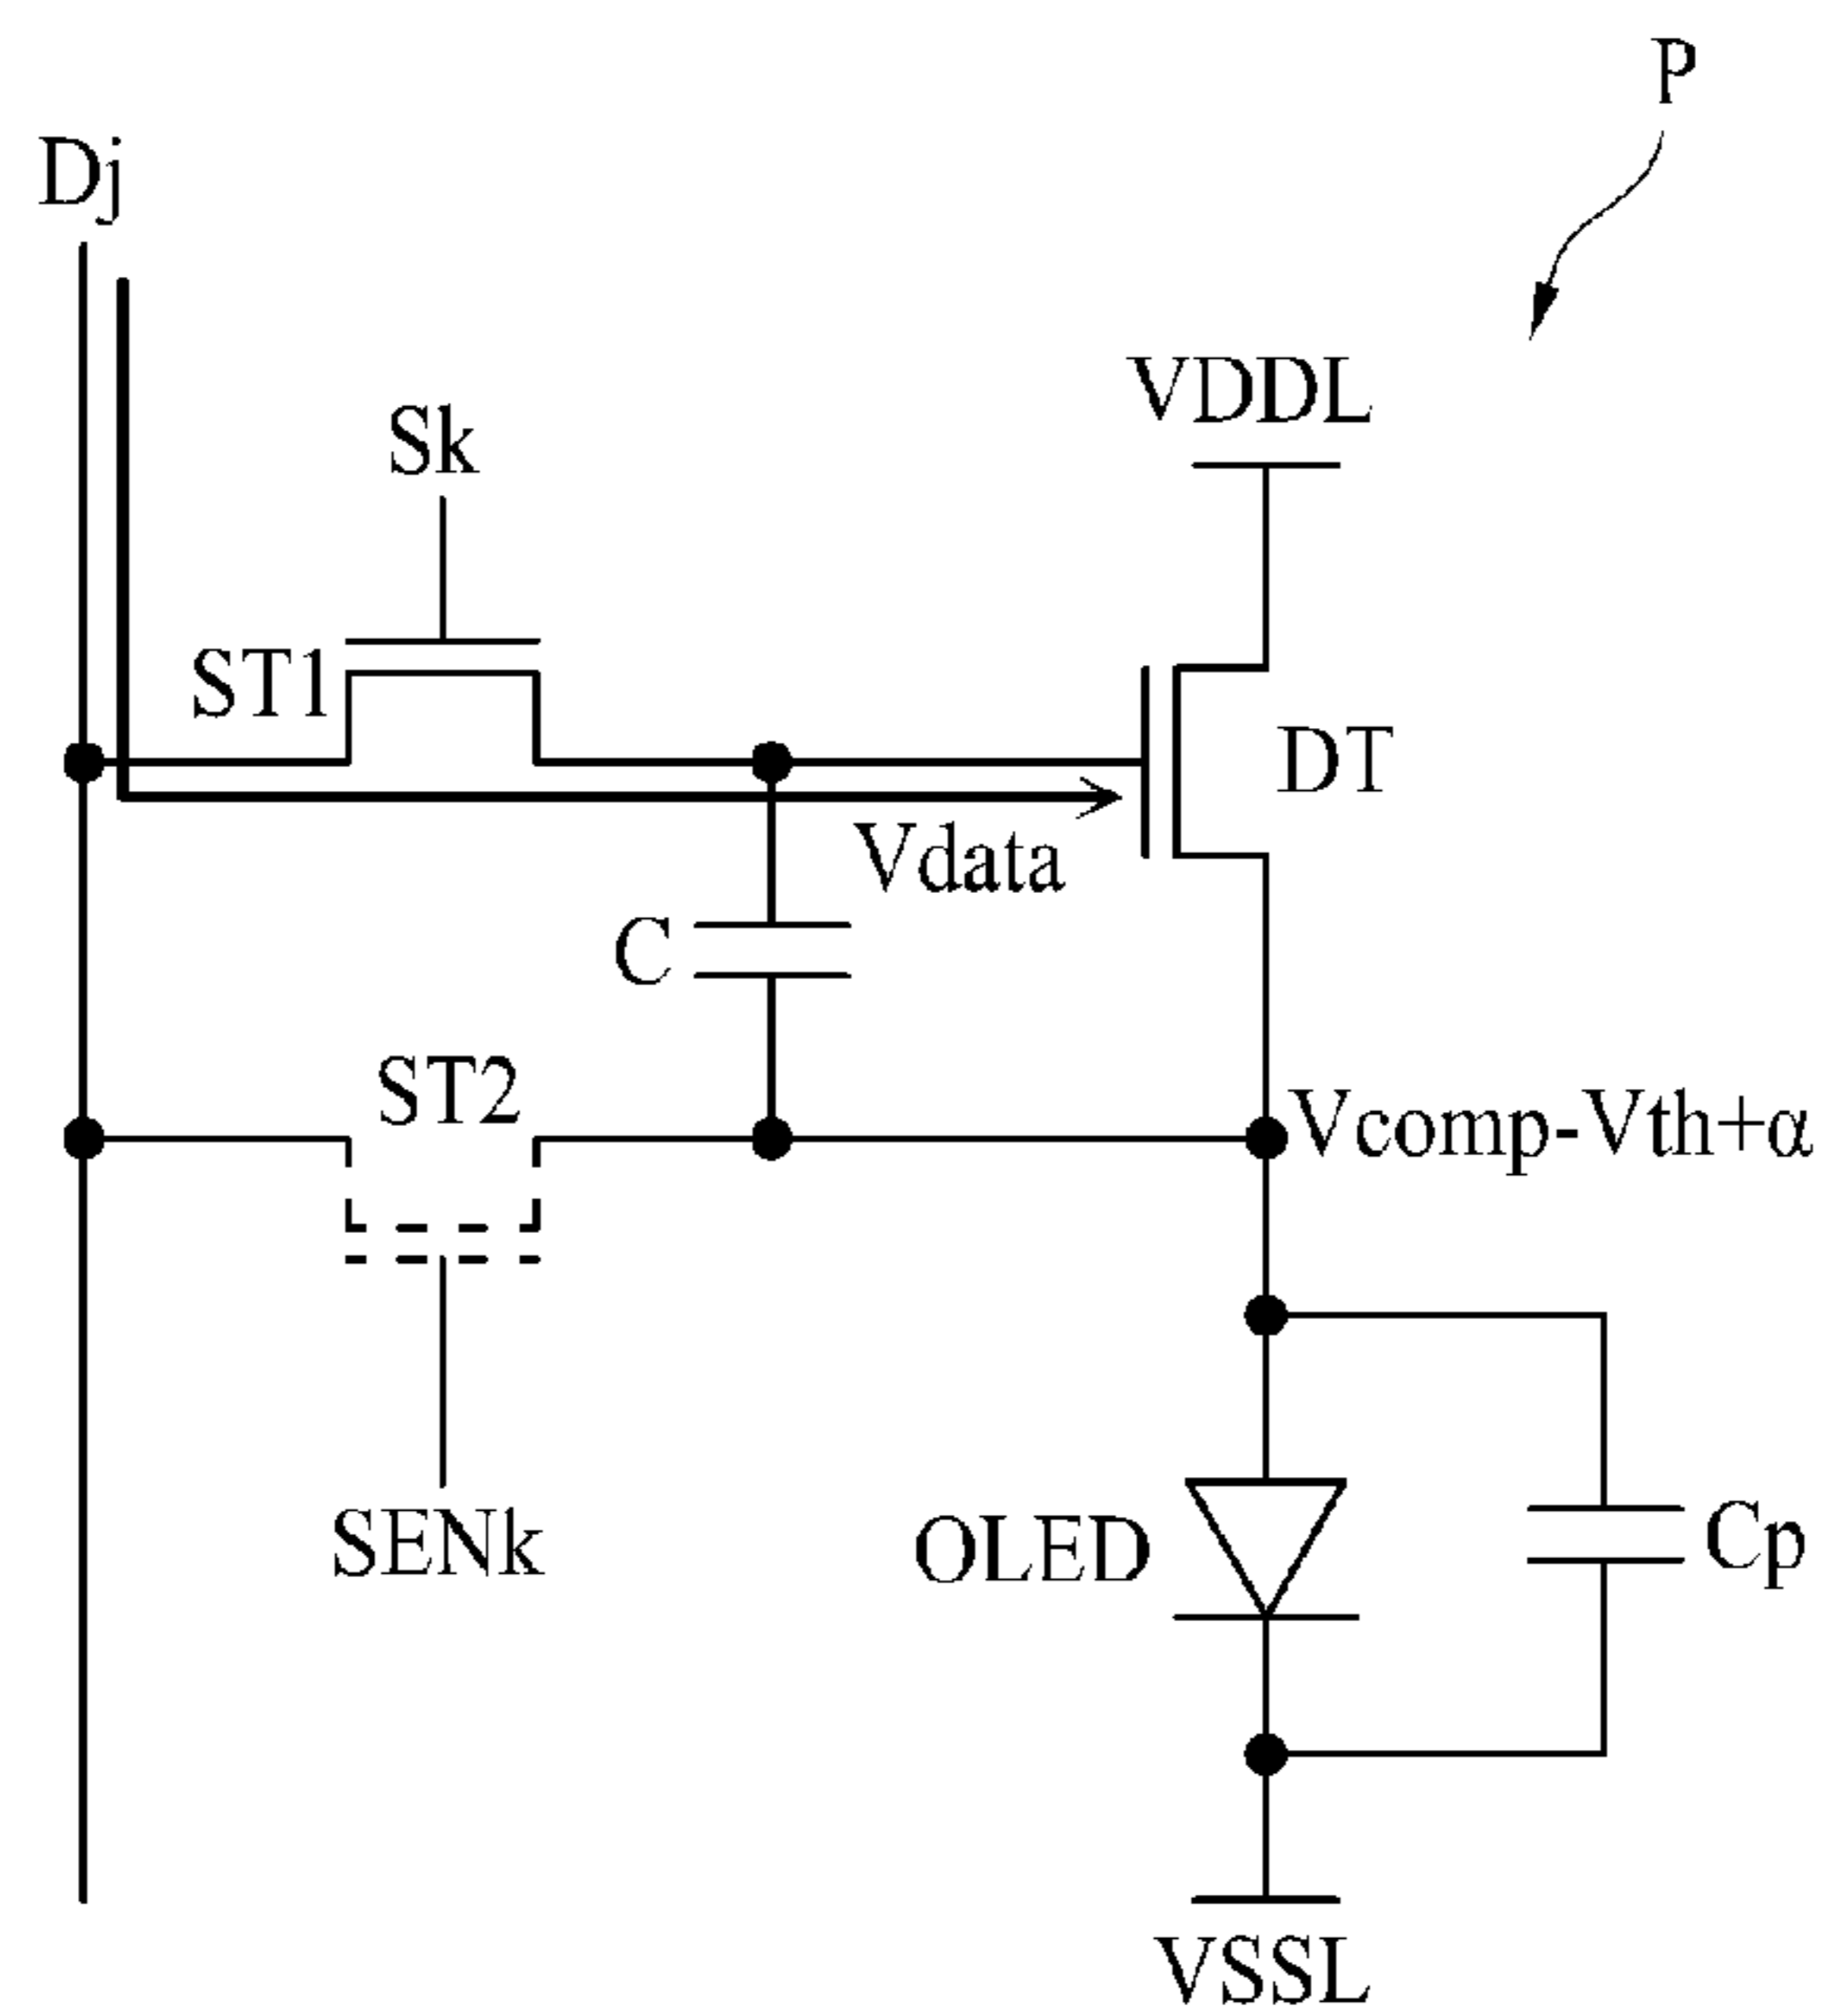 P
Dj
VDDL
Sk
ST1
DT
Vdata
C
ST2
Vcomp-Vth+α
SENk
OLED
Cp
VSSL